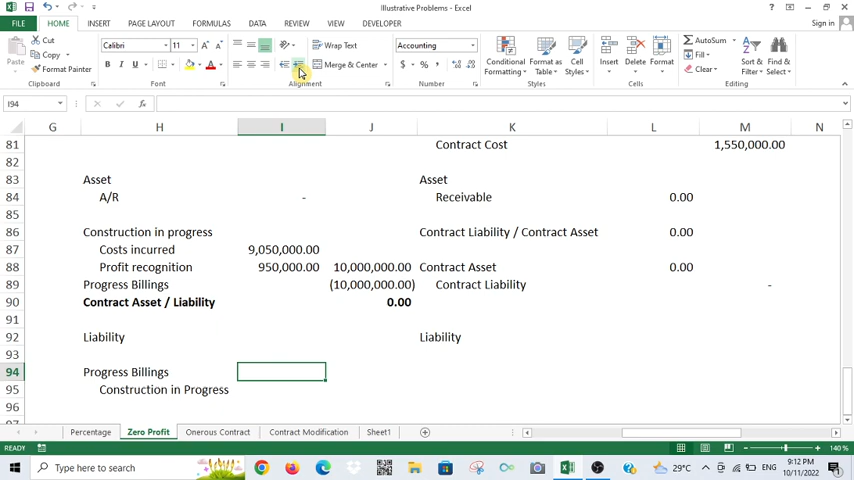 Illustrative Problems - Excel
? 
Sign in
FILE HOME INSERT PAGE LAYOUT FORMULAS DATA REVIEW VIEW DEVELOPER
Paste
Cut
Copy
Format Painter
Clipboard
Calibri 11
B I U
Font
Wrap Text
Merge & Center
Alignment
Accounting
$ % ,
Number
Conditional Formatting
Format as Table
Cell Styles
Styles
Insert Delete Format
Cells
AutoSum
Fill
Clear
Sort & Filter
Find & Select
Editing
I94 fx
G H I J K L M N
81 Contract Cost 1,550,000.00
82
83 Asset Asset
84 A/R - Receivable 0.00
85
86 Construction in progress Contract Liability / Contract Asset 0.00
87 Costs incurred 9,050,000.00
88 Profit recognition 950,000.00 10,000,000.00 Contract Asset 0.00
89 Progress Billings (10,000,000.00) Contract Liability -
90 Contract Asset / Liability 0.00
91
92 Liability Liability
93
94 Progress Billings
95 Construction in Progress
96
Percentage Zero Profit Onerous Contract Contract Modification Sheet1
READY 140 %
Type here to search
29°C ENG 9:12 PM
10/11/2022